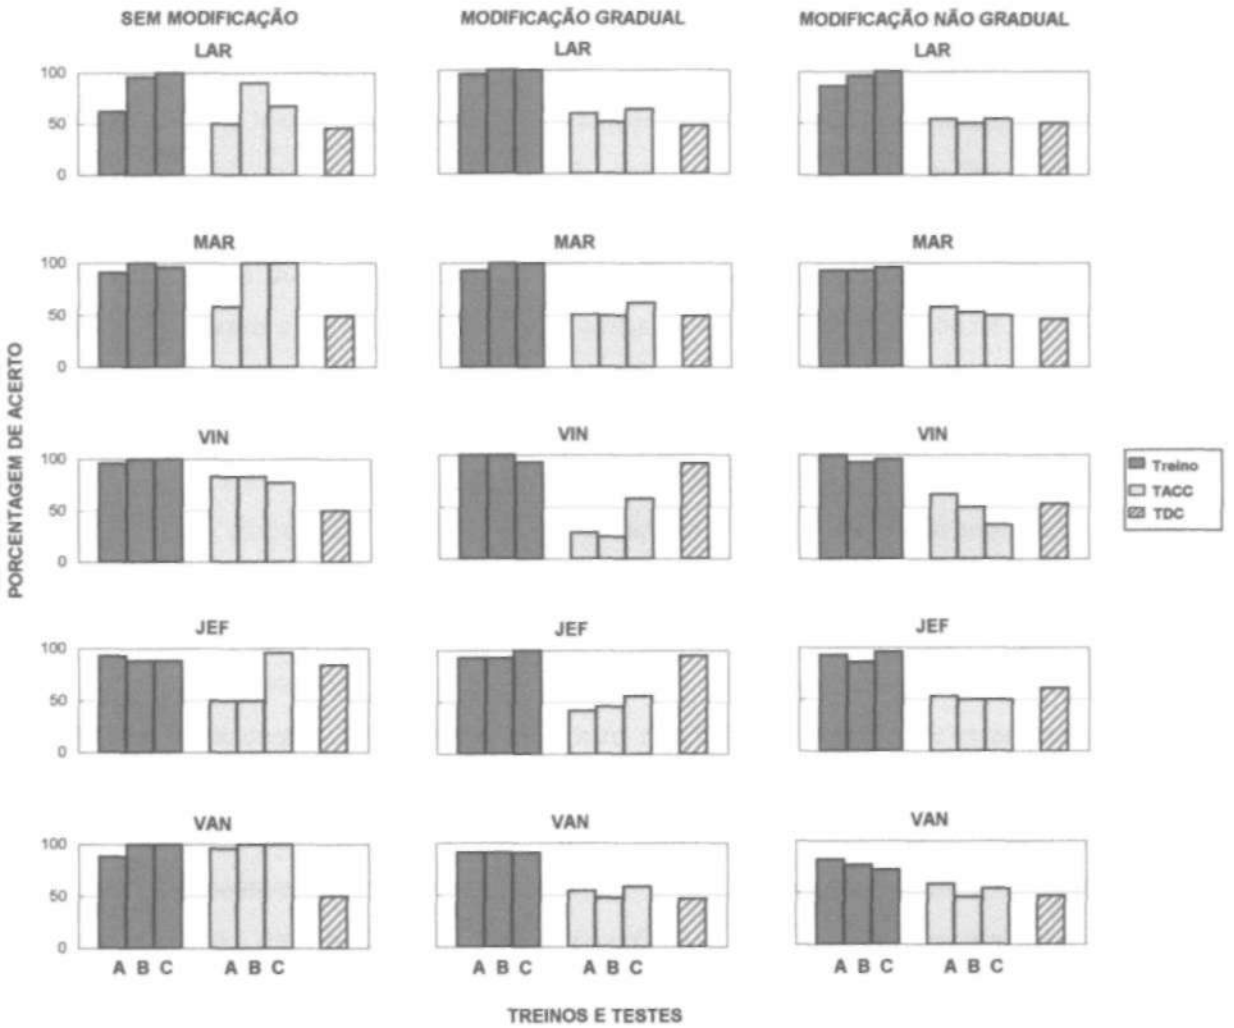 SEM MODIFICAÇÃO MODIFICAÇÃO GRADUAL MODIFICAÇÃO NÃO GRADUAL
LAR LAR LAR
100
50
0
MAR MAR MAR
100
50
0
VIN VIN VIN
100
50
0
JEF JEF JEF
100
50
0
VAN VAN VAN
100
50
0
A B C A B C A B C A B C A B C A B C
PORCENTAGEM DE ACERTO
TREINOS E TESTES
Treino
TACC
TDC